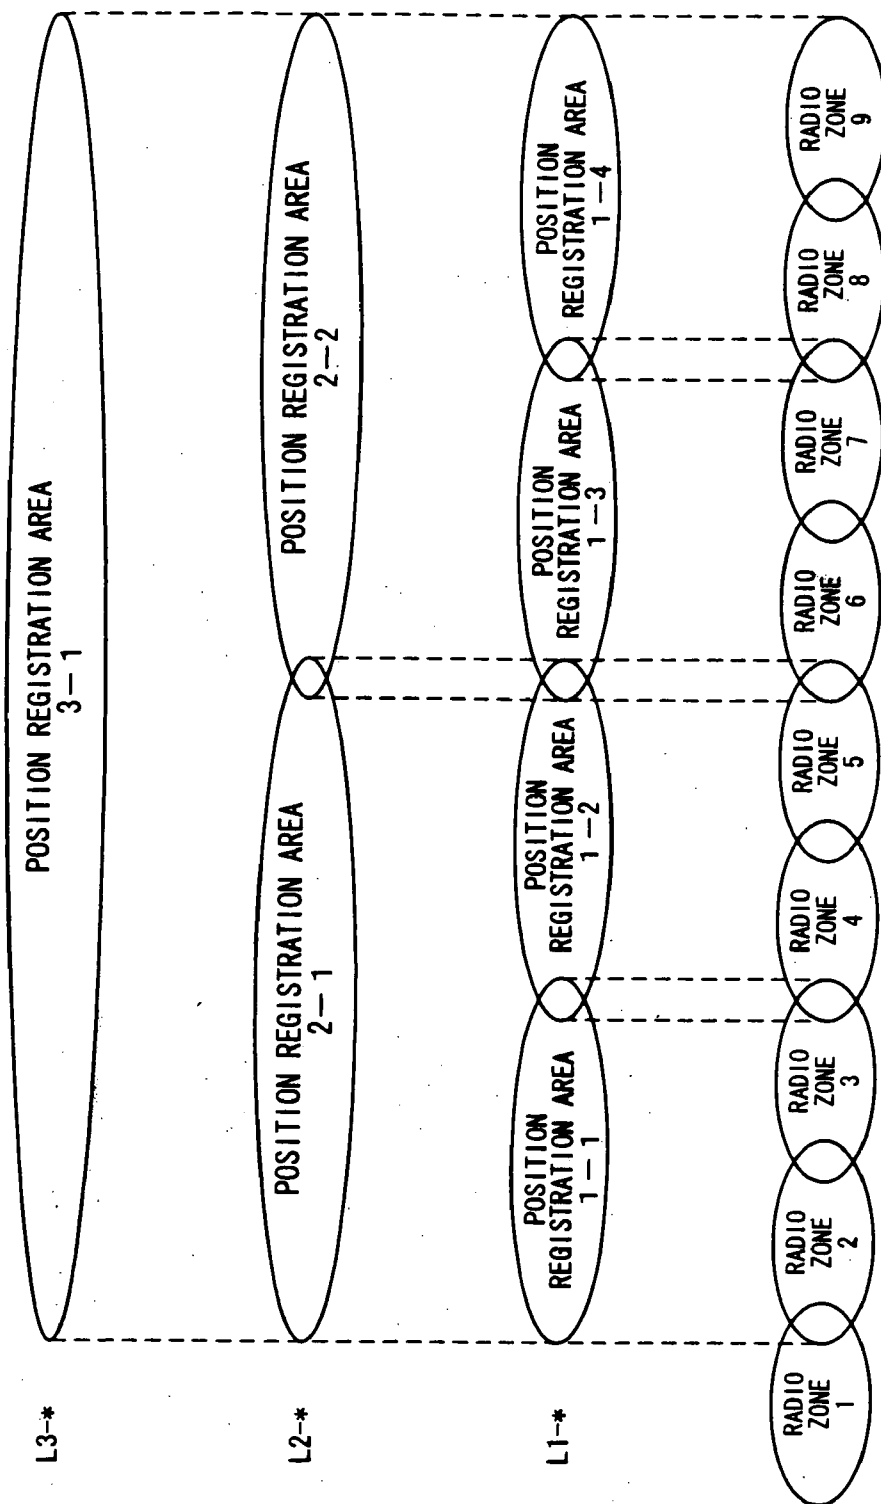 L3-*
POSITION REGISTRATION AREA
3-1
L2-*
POSITION REGISTRATION AREA
2-1
POSITION REGISTRATION AREA
2-2
L1-*
POSITION
REGISTRATION AREA
1-1
POSITION
REGISTRATION AREA
1-2
POSITION
REGISTRATION AREA
1-3
POSITION
REGISTRATION AREA
1-4
RADIO
ZONE
1
RADIO
ZONE
2
RADIO
ZONE
3
RADIO
ZONE
4
RADIO
ZONE
5
RADIO
ZONE
6
RADIO
ZONE
7
RADIO
ZONE
8
RADIO
ZONE
9